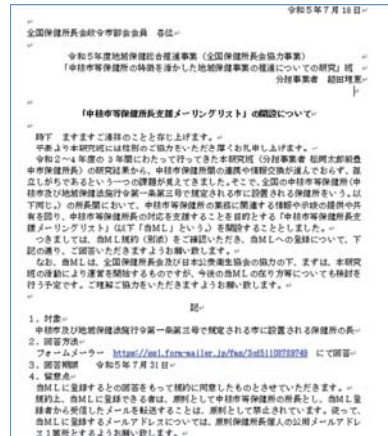 令和5年7月18日
全国保健所長会政令市部会会員 各位
令和5年度地域保健総合推進事業（全国保健所長会協力事業）
「中核市等保健所の特徴を活かした地域保健事業の推進についての研究」班
分担事業者 超田理恵
「中核市等保健所長支援メーリングリスト」の開設について
時下 ますますご清祥のことと存じ上げます。
平素より本研究班には格別のご協力をいただき厚くお礼申し上げます。
令和2～4年度の3年間にわたって行ってきた本研究班（分担事業者 松岡太郎前豊
中市保健所長）の研究結果から、中核市保健所間の連携や情報交換が進んでおらず、孤
立しがちであるという一つの課題が見えてきました。そこで、全国の中核市保健所（中
核市及び地域保健法施行令第一条第三号で規定される市に設置される保健所をいう。以
下同じ。）の所長間において、中核市等保健所の業務に関連する情報や示唆の提供や共
有を図り、中核市等保健所長の対応を支援することを目的とする「中核市等保健所長支
援メーリングリスト」（以下「当ML」という。）を開設することとしました。
つきましては、当ML規約（別添）をご確認いただき、当MLへの登録について、下
記の通り、ご回答いただきますようお願い致します。
なお、当MLは、全国保健所長会及び日本公衆衛生協会の協力の下、まずは、本研究
班の活動により運営を開始するものですが、今後の当MLの在り方等についても検討を
行う予定です。ご理解ご協力をいただきますようお願い致します。
記
1．対象
中核市及び地域保健法施行令第一条第三号で規定される市に設置される保健所の長
2．回答方法
フォームメーラー にて回答
3．回答期限 令和5年7月31日
4．留意点
当MLに登録するとの回答をもって規約に同意したものとさせていただきます。
規約上、当MLに登録できる者は、原則として中核市等保健所の所長とし、当ML登
録者から受信したメールを転送することは、原則として禁止されています。従って、
当MLに登録するメールアドレスについては、原則保健所長個人の公用メールアドレ
ス1箇所とするようお願い致します。